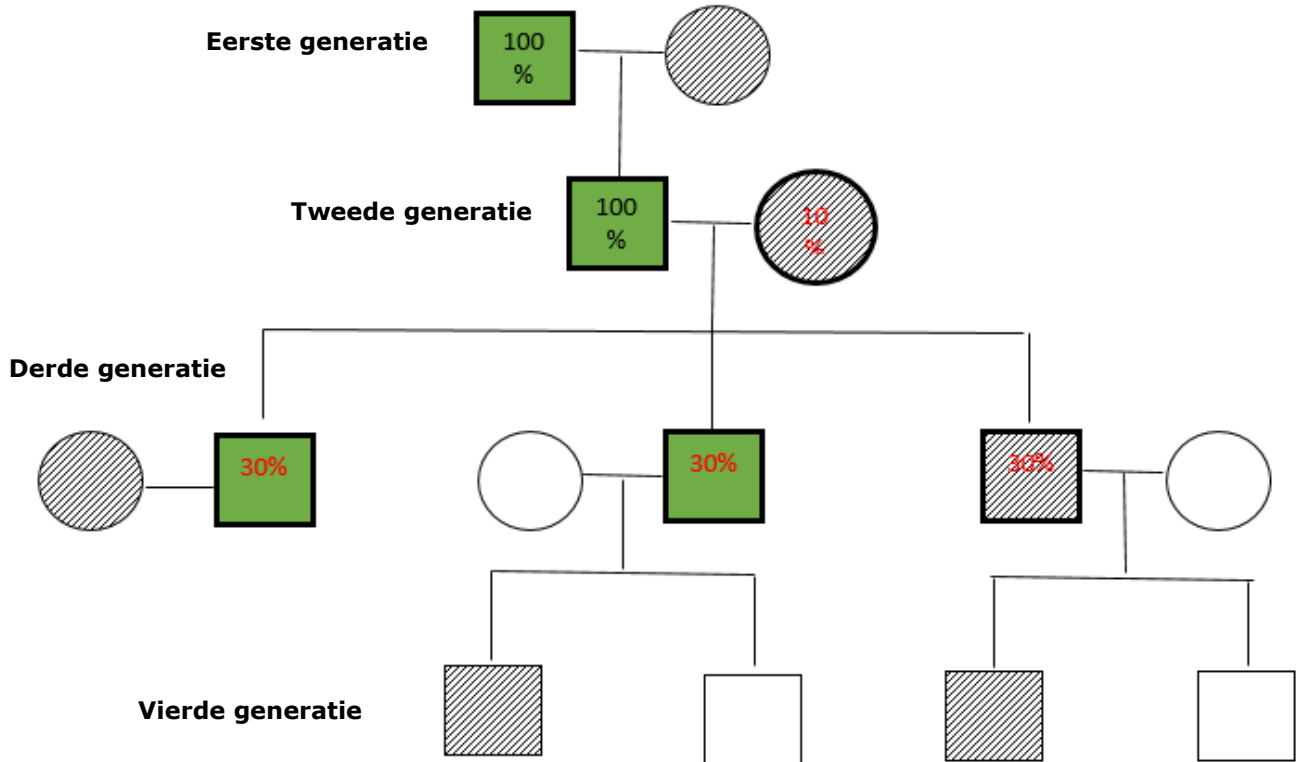 Eerste generatie
100
%
Tweede generatie
100
%
10
%
Derde generatie
30%
30%
30%
Vierde generatie